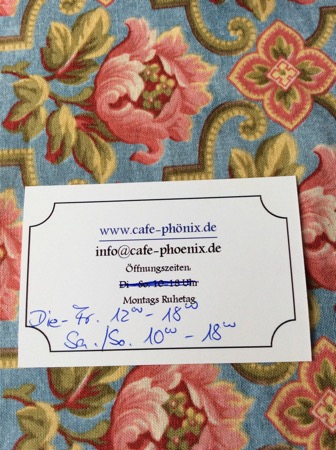 www.cafe-phönix.de
info@cafe-phoenix.de
Öffnungszeiten:
Di - So. 10-18 Uhr
Montags Ruhetag
Die-Fr. 12⁰⁰ - 18⁰⁰
Sa./So. 10⁰⁰ - 18⁰⁰